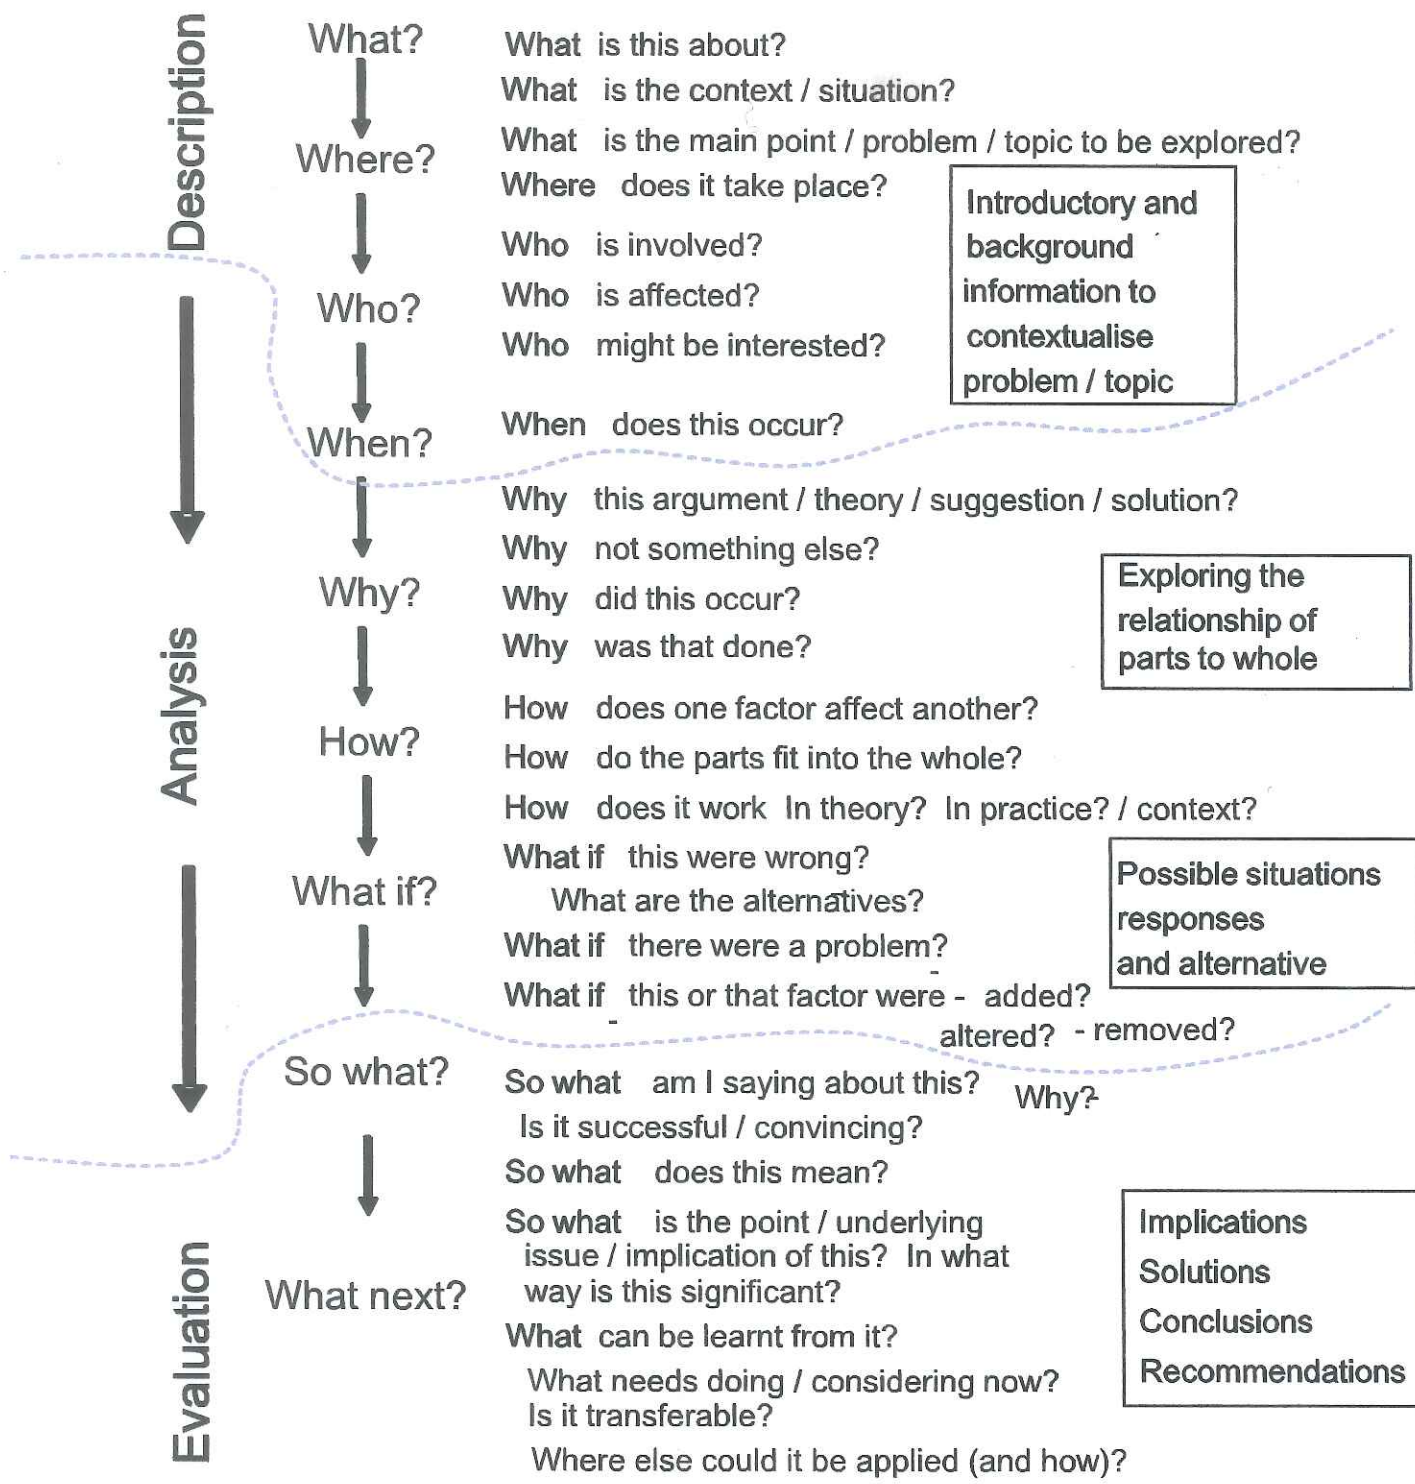 Description
What?
Where?
Who?
When?
What is this about?
What is the context / situation?
What is the main point / problem / topic to be explored?
Where does it take place?
Who is involved?
Who is affected?
Who might be interested?
When does this occur?
Introductory and
background
information to
contextualise
problem / topic
Analysis
Why?
How?
What if?
Why this argument / theory / suggestion / solution?
Why not something else?
Why did this occur?
Why was that done?
Exploring the
relationship of
parts to whole
How does one factor affect another?
How do the parts fit into the whole?
How does it work In theory? In practice? / context?
What if this were wrong?
What are the alternatives?
What if there were a problem?
What if this or that factor were - added?
altered? - removed?
Possible situations
responses
and alternative
Evaluation
So what?
What next?
So what am I saying about this? Why?
Is it successful / convincing?
So what does this mean?
So what is the point / underlying
issue / implication of this? In what
way is this significant?
What can be learnt from it?
What needs doing / considering now?
Is it transferable?
Where else could it be applied (and how)?
Implications
Solutions
Conclusions
Recommendations